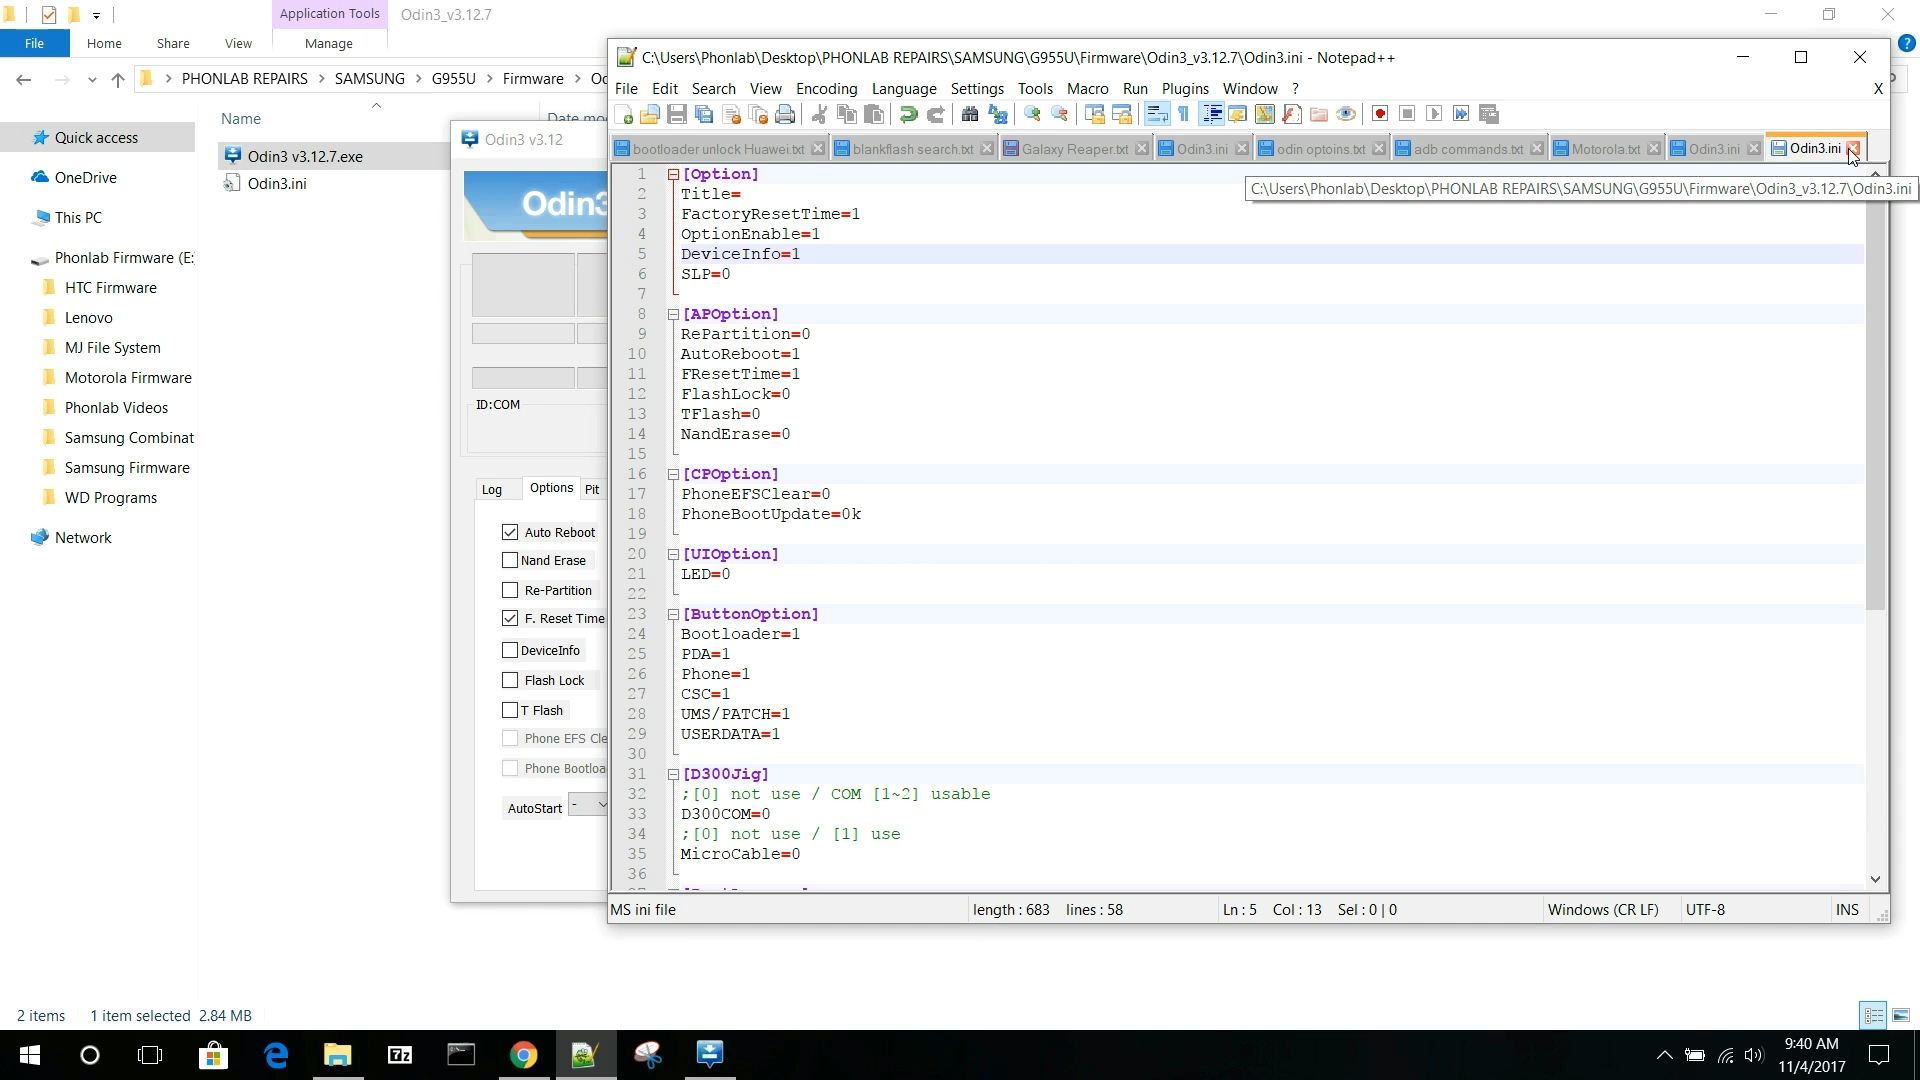 Application Tools
Odin3_v3.12.7
File
Home
Share
View
Manage
PHONLAB REPAIRS
SAMSUNG
G955U
Firmware
Quick access
OneDrive
This PC
Phonlab Firmware (E:
HTC Firmware
Lenovo
MJ File System
Motorola Firmware
Phonlab Videos
Samsung Combinat
Samsung Firmware
WD Programs
Network
Name
Date mo
Odin3 v3.12.7.exe
Odin3.ini
Odin3 v3.12
Odin3
ID:COM
Log
Options
Pit
Auto Reboot
Nand Erase
Re-Partition
F. Reset Time
DeviceInfo
Flash Lock
T Flash
Phone EFS Cle
Phone Bootloa
AutoStart
-
C:\Users\Phonlab\Desktop\PHONLAB REPAIRS\SAMSUNG\G955U\Firmware\Odin3_v3.12.7\Odin3.ini - Notepad++
File Edit Search View Encoding Language Settings Tools Macro Run Plugins Window ?
X
bootloader unlock Huawei.txt
blankflash search.txt
Galaxy Reaper.txt
Odin3.ini
odin optoins.txt
adb commands.txt
Motorola.txt
Odin3.ini
Odin3.ini
C:\Users\Phonlab\Desktop\PHONLAB REPAIRS\SAMSUNG\G955U\Firmware\Odin3_v3.12.7\Odin3.ini
1 [Option]
2 Title=
3 FactoryResetTime=1
4 OptionEnable=1
5 DeviceInfo=1
6 SLP=0
7
8 [APOption]
9 RePartition=0
10 AutoReboot=1
11 FResetTime=1
12 FlashLock=0
13 TFlash=0
14 NandErase=0
15
16 [CPOption]
17 PhoneEFSClear=0
18 PhoneBootUpdate=0k
19
20 [UIOption]
21 LED=0
22
23 [ButtonOption]
24 Bootloader=1
25 PDA=1
26 Phone=1
27 CSC=1
28 UMS/PATCH=1
29 USERDATA=1
30
31 [D300Jig]
32 ;[0] not use / COM [1~2] usable
33 D300COM=0
34 ;[0] not use / [1] use
35 MicroCable=0
36
MS ini file
length : 683 lines : 58
Ln : 5 Col : 13 Sel : 0 | 0
Windows (CR LF)
UTF-8
INS
2 items
1 item selected 2.84 MB
7z
9:40 AM
11/4/2017